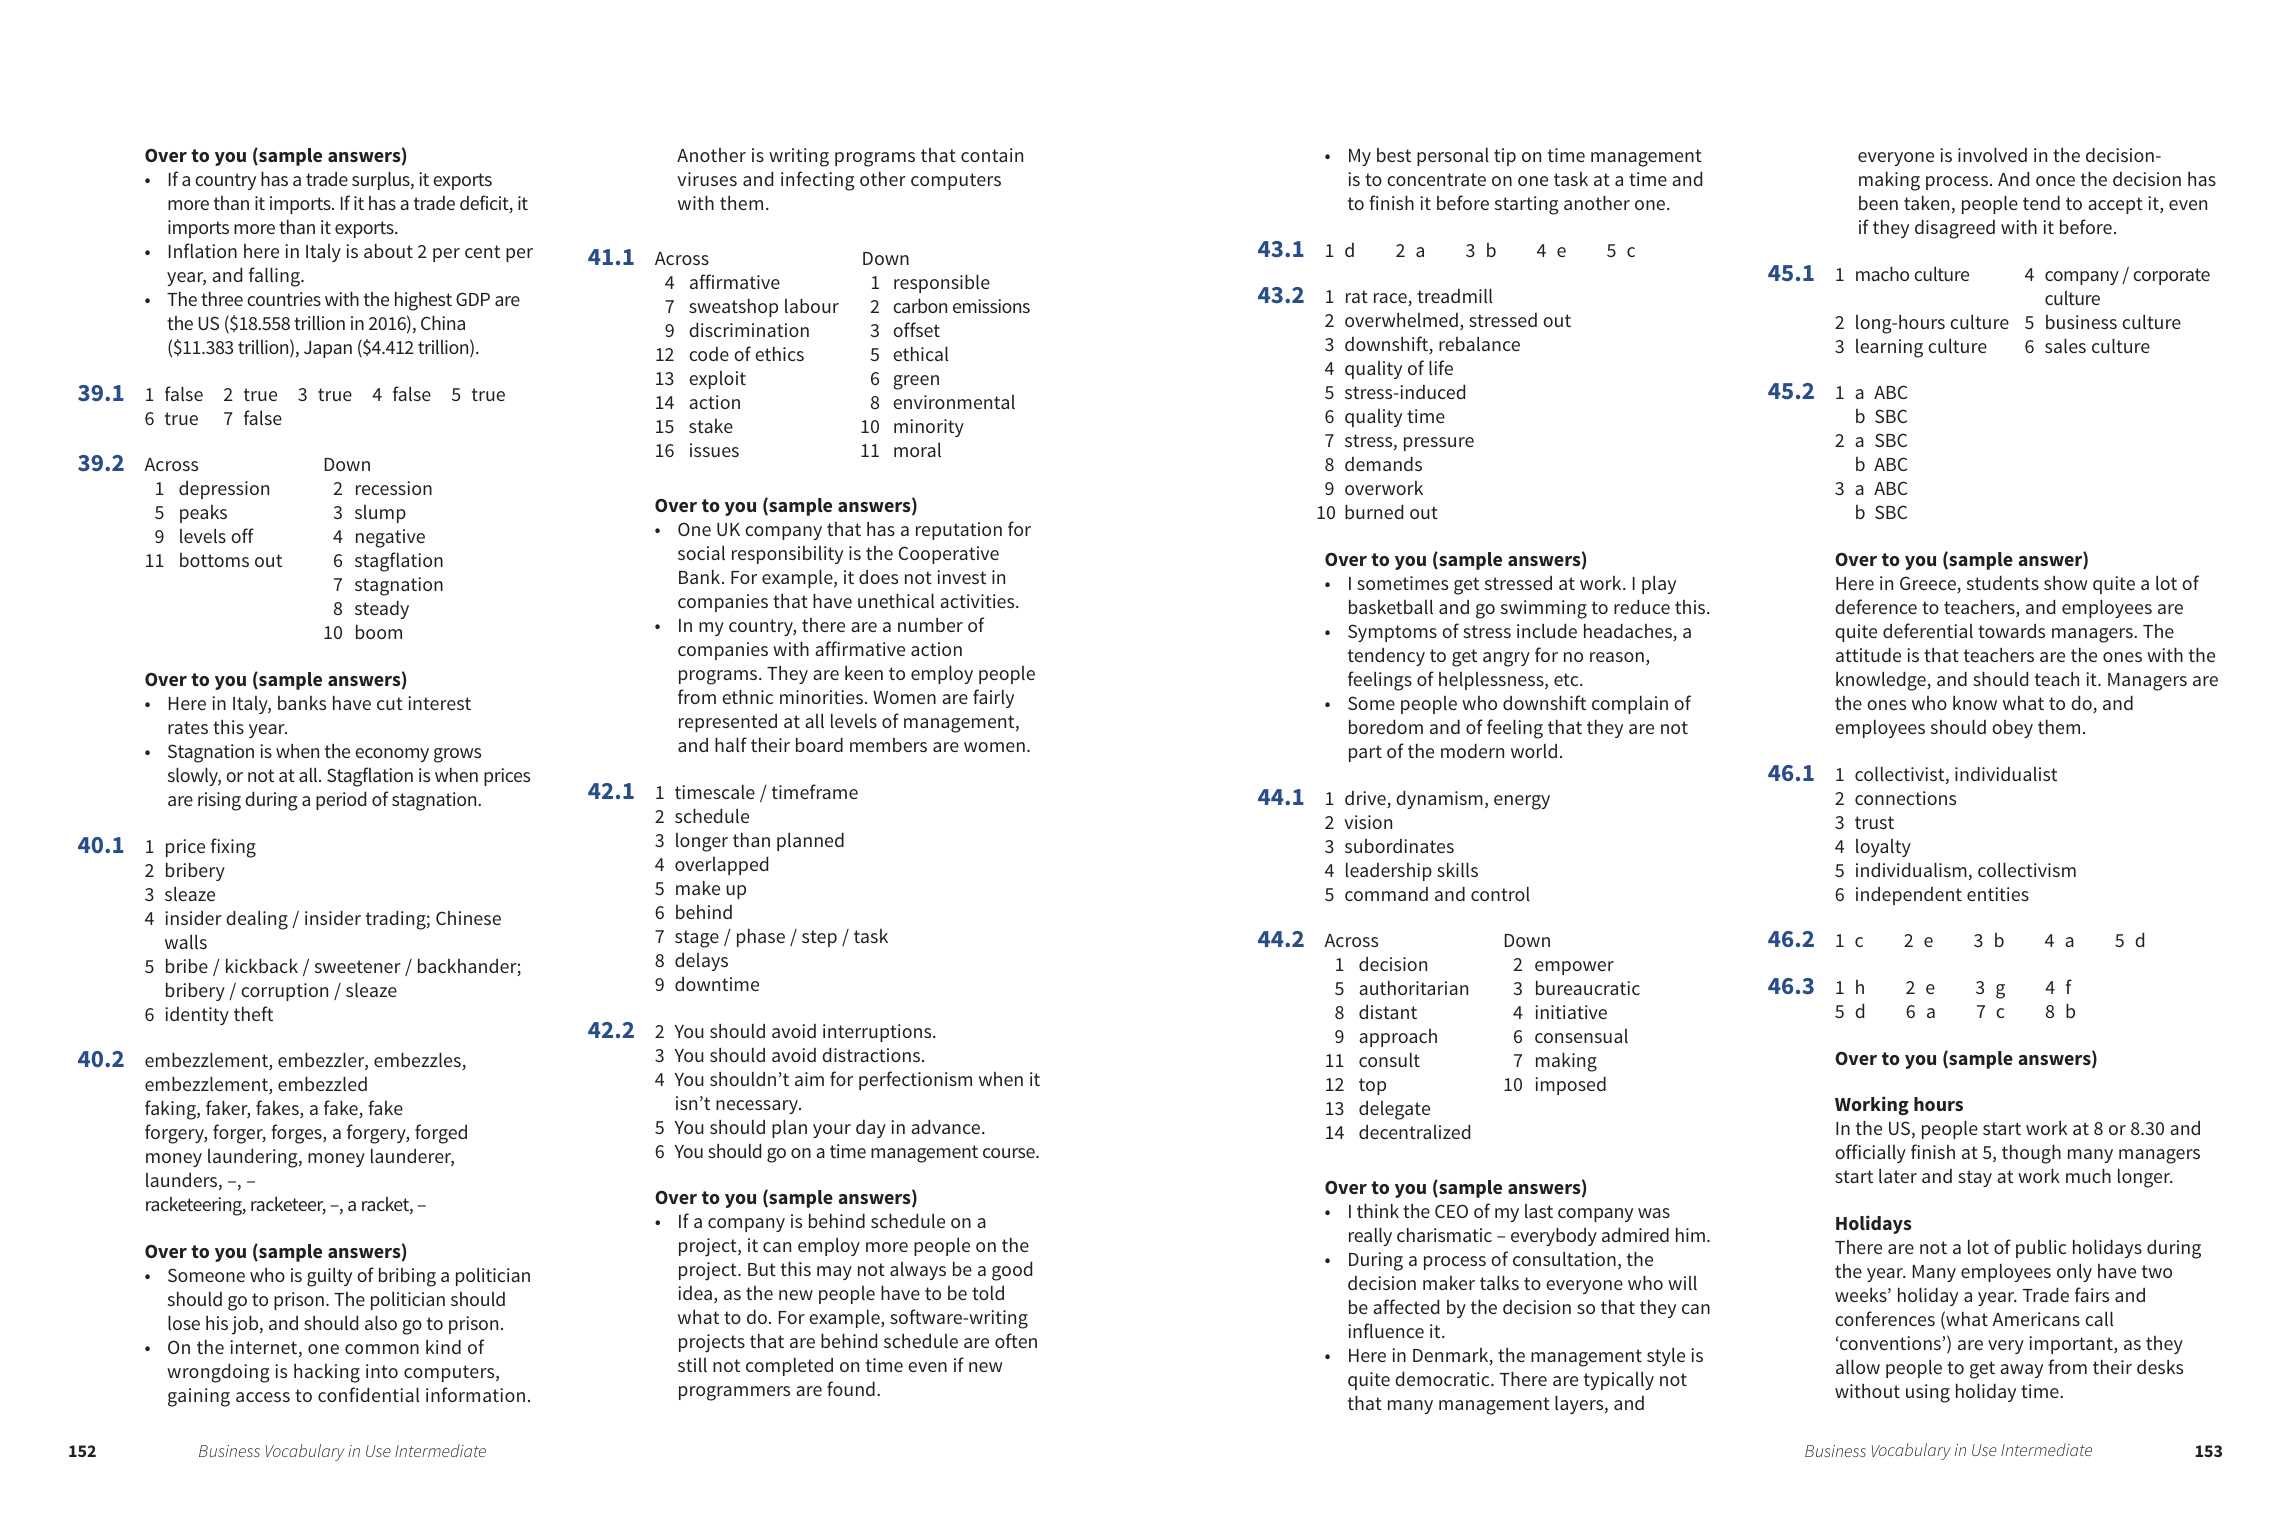 Over to you (sample answers)
• If a country has a trade surplus, it exports
more than it imports. If it has a trade deficit, it
imports more than it exports.
• Inflation here in Italy is about 2 per cent per
year, and falling.
• The three countries with the highest GDP are
the US ($18.558 trillion in 2016), China
($11.383 trillion), Japan ($4.412 trillion).
39.1 1 false 2 true 3 true 4 false 5 true
6 true 7 false
39.2 Across Down
1 depression 2 recession
5 peaks 3 slump
9 levels off 4 negative
11 bottoms out 6 stagflation
7 stagnation
8 steady
10 boom
Over to you (sample answers)
• Here in Italy, banks have cut interest
rates this year.
• Stagnation is when the economy grows
slowly, or not at all. Stagflation is when prices
are rising during a period of stagnation.
40.1 1 price fixing
2 bribery
3 sleaze
4 insider dealing / insider trading; Chinese
walls
5 bribe / kickback / sweetener / backhander;
bribery / corruption / sleaze
6 identity theft
40.2 embezzlement, embezzler, embezzles,
embezzlement, embezzled
faking, faker, fakes, a fake, fake
forgery, forger, forges, a forgery, forged
money laundering, money launderer,
launders, –, –
racketeering, racketeer, –, a racket, –
Over to you (sample answers)
• Someone who is guilty of bribing a politician
should go to prison. The politician should
lose his job, and should also go to prison.
• On the internet, one common kind of
wrongdoing is hacking into computers,
gaining access to confidential information.
Another is writing programs that contain
viruses and infecting other computers
with them.
41.1 Across Down
4 affirmative 1 responsible
7 sweatshop labour 2 carbon emissions
9 discrimination 3 offset
12 code of ethics 5 ethical
13 exploit 6 green
14 action 8 environmental
15 stake 10 minority
16 issues 11 moral
Over to you (sample answers)
• One UK company that has a reputation for
social responsibility is the Cooperative
Bank. For example, it does not invest in
companies that have unethical activities.
• In my country, there are a number of
companies with affirmative action
programs. They are keen to employ people
from ethnic minorities. Women are fairly
represented at all levels of management,
and half their board members are women.
42.1 1 timescale / timeframe
2 schedule
3 longer than planned
4 overlapped
5 make up
6 behind
7 stage / phase / step / task
8 delays
9 downtime
42.2 2 You should avoid interruptions.
3 You should avoid distractions.
4 You shouldn’t aim for perfectionism when it
isn’t necessary.
5 You should plan your day in advance.
6 You should go on a time management course.
Over to you (sample answers)
• If a company is behind schedule on a
project, it can employ more people on the
project. But this may not always be a good
idea, as the new people have to be told
what to do. For example, software-writing
projects that are behind schedule are often
still not completed on time even if new
programmers are found.
152 Business Vocabulary in Use Intermediate
• My best personal tip on time management
is to concentrate on one task at a time and
to finish it before starting another one.
43.1 1 d 2 a 3 b 4 e 5 c
43.2 1 rat race, treadmill
2 overwhelmed, stressed out
3 downshift, rebalance
4 quality of life
5 stress-induced
6 quality time
7 stress, pressure
8 demands
9 overwork
10 burned out
Over to you (sample answers)
• I sometimes get stressed at work. I play
basketball and go swimming to reduce this.
• Symptoms of stress include headaches, a
tendency to get angry for no reason,
feelings of helplessness, etc.
• Some people who downshift complain of
boredom and of feeling that they are not
part of the modern world.
44.1 1 drive, dynamism, energy
2 vision
3 subordinates
4 leadership skills
5 command and control
44.2 Across Down
1 decision 2 empower
5 authoritarian 3 bureaucratic
8 distant 4 initiative
9 approach 6 consensual
11 consult 7 making
12 top 10 imposed
13 delegate
14 decentralized
Over to you (sample answers)
• I think the CEO of my last company was
really charismatic – everybody admired him.
• During a process of consultation, the
decision maker talks to everyone who will
be affected by the decision so that they can
influence it.
• Here in Denmark, the management style is
quite democratic. There are typically not
that many management layers, and
everyone is involved in the decision-
making process. And once the decision has
been taken, people tend to accept it, even
if they disagreed with it before.
45.1 1 macho culture 4 company / corporate
culture
2 long-hours culture 5 business culture
3 learning culture 6 sales culture
45.2 1 a ABC
b SBC
2 a SBC
b ABC
3 a ABC
b SBC
Over to you (sample answer)
Here in Greece, students show quite a lot of
deference to teachers, and employees are
quite deferential towards managers. The
attitude is that teachers are the ones with the
knowledge, and should teach it. Managers are
the ones who know what to do, and
employees should obey them.
46.1 1 collectivist, individualist
2 connections
3 trust
4 loyalty
5 individualism, collectivism
6 independent entities
46.2 1 c 2 e 3 b 4 a 5 d
46.3 1 h 2 e 3 g 4 f
5 d 6 a 7 c 8 b
Over to you (sample answers)
Working hours
In the US, people start work at 8 or 8.30 and
officially finish at 5, though many managers
start later and stay at work much longer.
Holidays
There are not a lot of public holidays during
the year. Many employees only have two
weeks’ holiday a year. Trade fairs and
conferences (what Americans call
‘conventions’) are very important, as they
allow people to get away from their desks
without using holiday time.
Business Vocabulary in Use Intermediate 153